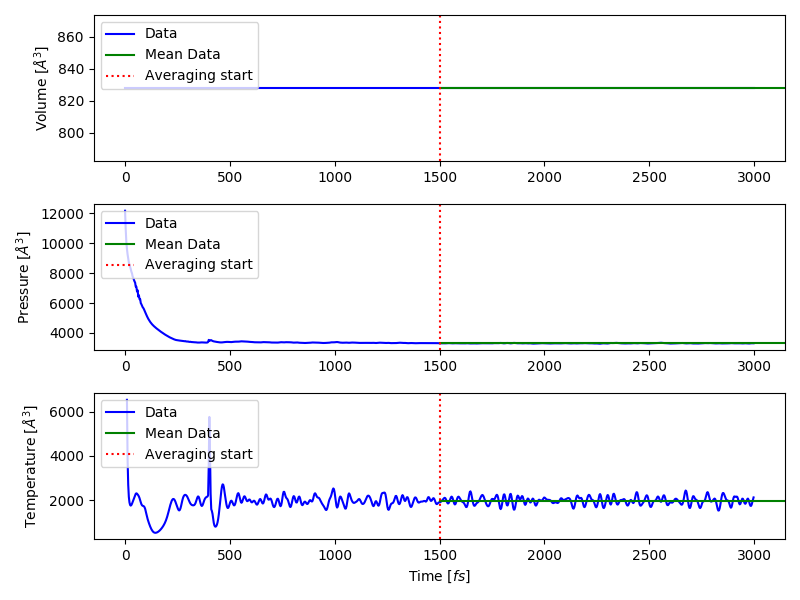 860
840
820
800
Volume [Å³]
Data
Mean Data
Averaging start
0 500 1000 1500 2000 2500 3000
12000
10000
8000
6000
4000
Pressure [Å³]
Data
Mean Data
Averaging start
0 500 1000 1500 2000 2500 3000
6000
4000
2000
Temperature [Å³]
Data
Mean Data
Averaging start
0 500 1000 1500 2000 2500 3000
Time [fs]